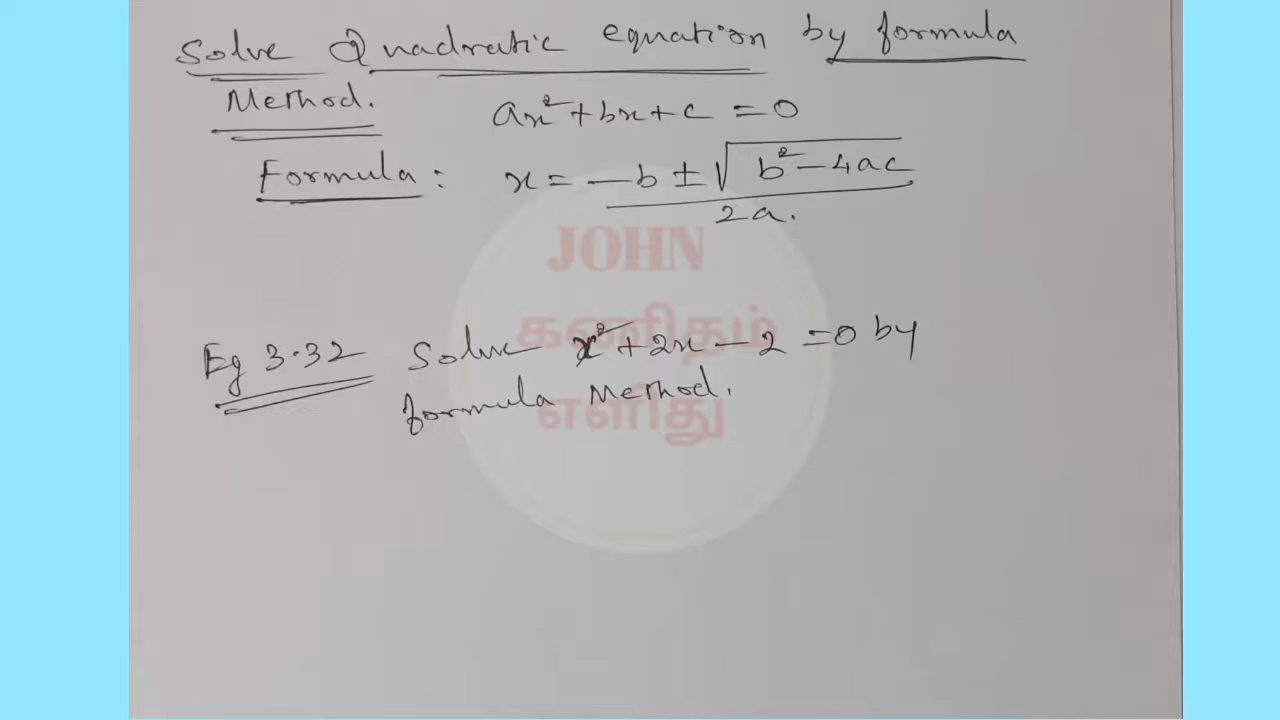 Solve Quadratic equation by formula
Method.
ax²+bx+c =0
Formula: x = -b ± √b²-4ac / 2a.
JOHN
கணிதம்
எளிது
Eg 3.32 Solve x²+2x-2 =0 by
formula Method.